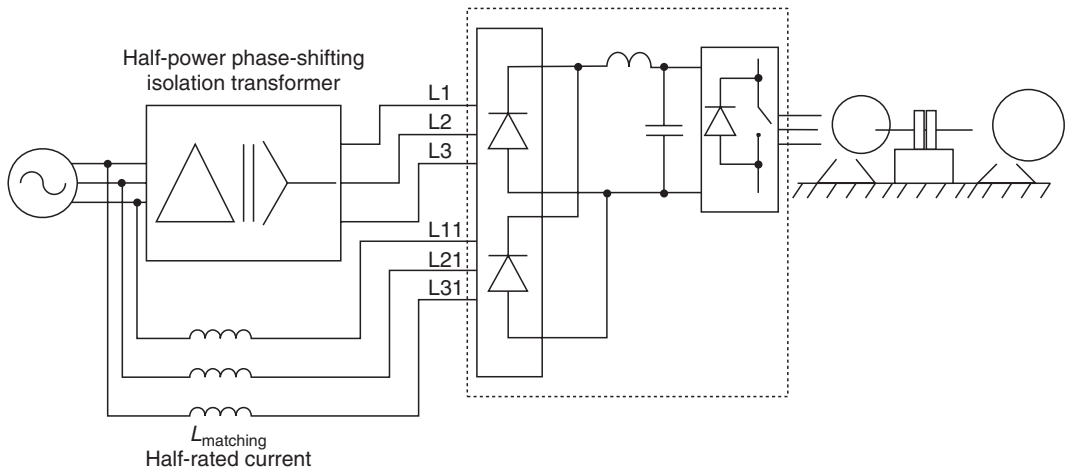 Half-power phase-shifting
isolation transformer
L1
L2
L3
L11
L21
L31
Lmatching
Half-rated current